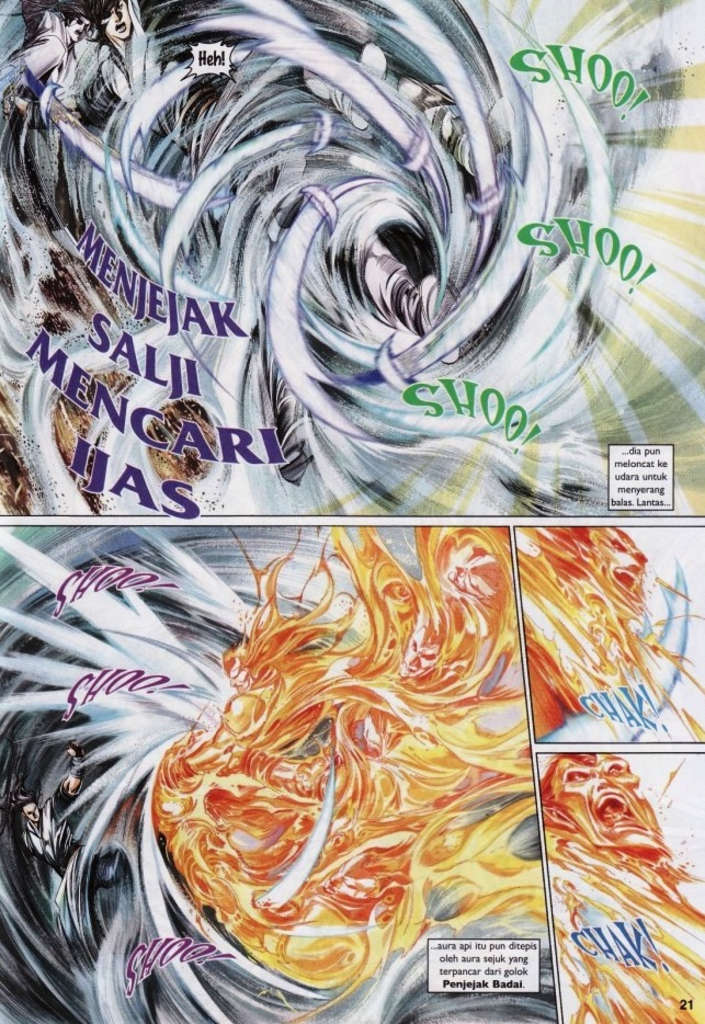 Heh!
SHOO!
SHOO!
SHOO!
MENJEJAK
SALJI
MENCARI
IJAS
...dia pun
meloncat ke
udara untuk
menyerang
balas. Lantas...
SHOO!
SHOO!
SHOO!
CHAK!
CHAK!
...aura api itu pun ditepis
oleh aura sejuk yang
terpancar dari golok
Penjejak Badai.
21